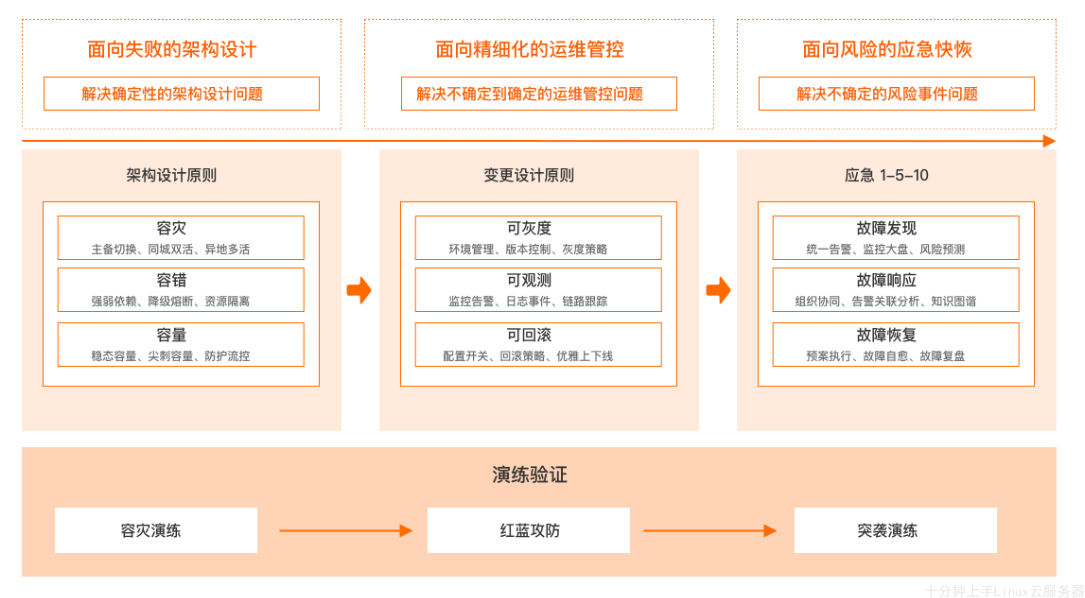 面向失败的架构设计
解决确定性的架构设计问题
面向精细化的运维管控
解决不确定到确定的运维管控问题
面向风险的应急快恢
解决不确定的风险事件问题
架构设计原则
容灾
主备切换、同城双活、异地多活
容错
强弱依赖、降级熔断、资源隔离
容量
稳态容量、尖刺容量、防护流控
变更设计原则
可灰度
环境管理、版本控制、灰度策略
可观测
监控告警、日志事件、链路跟踪
可回滚
配置开关、回滚策略、优雅上下线
应急 1-5-10
故障发现
统一告警、监控大盘、风险预测
故障响应
组织协同、告警关联分析、知识图谱
故障恢复
预案执行、故障自愈、故障复盘
演练验证
容灾演练
红蓝攻防
突袭演练
十分钟上手Linux云服务器